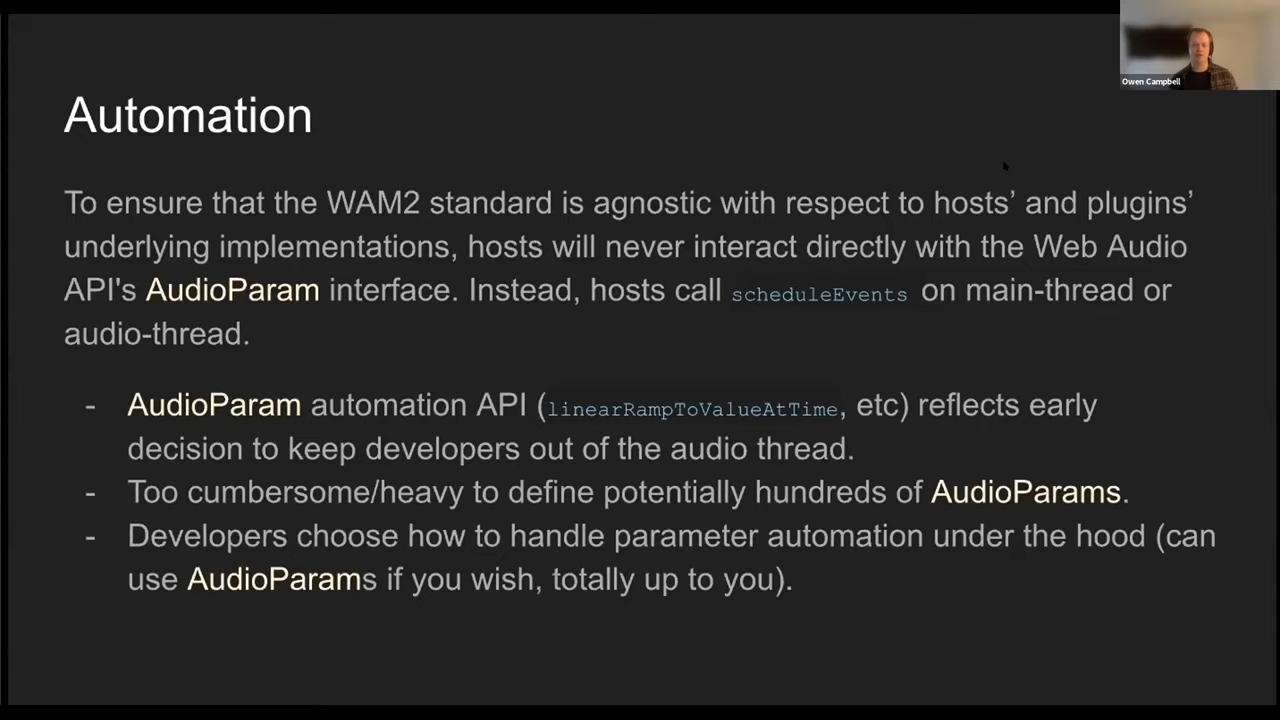 Owen Campbell
Automation
To ensure that the WAM2 standard is agnostic with respect to hosts’ and plugins’
underlying implementations, hosts will never interact directly with the Web Audio
API's AudioParam interface. Instead, hosts call scheduleEvents on main-thread or
audio-thread.
- AudioParam automation API (linearRampToValueAtTime, etc) reflects early
decision to keep developers out of the audio thread.
- Too cumbersome/heavy to define potentially hundreds of AudioParams.
- Developers choose how to handle parameter automation under the hood (can
use AudioParams if you wish, totally up to you).